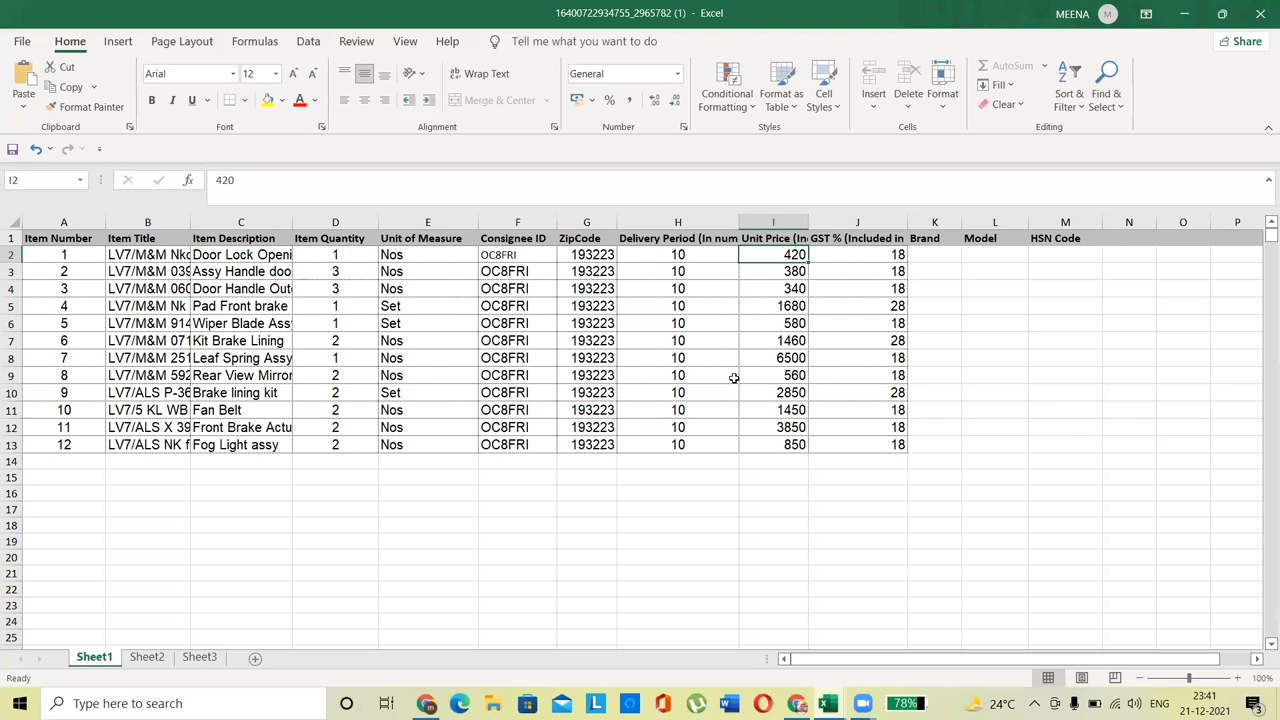 16400722934755_2965782 (1) - Excel
MEENA M
File Home Insert Page Layout Formulas Data Review View Help Tell me what you want to do Share
Paste Cut Copy Format Painter Clipboard
Arial 12 B I U A Font
Wrap Text Merge & Center Alignment
General % , Number
Conditional Formatting Format as Table Cell Styles Styles
Insert Delete Format Cells
AutoSum Fill Clear Sort & Filter Find & Select Editing
I2 fx 420
A B C D E F G H I J K L M N O P
1 Item Number Item Title Item Description Item Quantity Unit of Measure Consignee ID ZipCode Delivery Period (In num Unit Price (In GST % (Included in Brand Model HSN Code
2 1 LV7/M&M Nk Door Lock Openi 1 Nos OC8FRI 193223 10 420 18
3 2 LV7/M&M 039 Assy Handle doo 3 Nos OC8FRI 193223 10 380 18
4 3 LV7/M&M 060 Door Handle Out 3 Nos OC8FRI 193223 10 340 18
5 4 LV7/M&M Nk Pad Front brake 1 Set OC8FRI 193223 10 1680 28
6 5 LV7/M&M 914 Wiper Blade Ass 1 Set OC8FRI 193223 10 580 18
7 6 LV7/M&M 071 Kit Brake Lining 2 Nos OC8FRI 193223 10 1460 28
8 7 LV7/M&M 251 Leaf Spring Assy 1 Nos OC8FRI 193223 10 6500 18
9 8 LV7/M&M 592 Rear View Mirror 2 Nos OC8FRI 193223 10 560 18
10 9 LV7/ALS P-36 Brake lining kit 2 Set OC8FRI 193223 10 2850 28
11 10 LV7/5 KL WB Fan Belt 2 Nos OC8FRI 193223 10 1450 18
12 11 LV7/ALS X 39 Front Brake Actu 2 Nos OC8FRI 193223 10 3850 18
13 12 LV7/ALS NK f Fog Light assy 2 Nos OC8FRI 193223 10 850 18
14
15
16
17
18
19
20
21
22
23
24
25
Sheet1 Sheet2 Sheet3
Ready 100%
Type here to search 78% 24°C ENG 23:41
21-12-2021 3